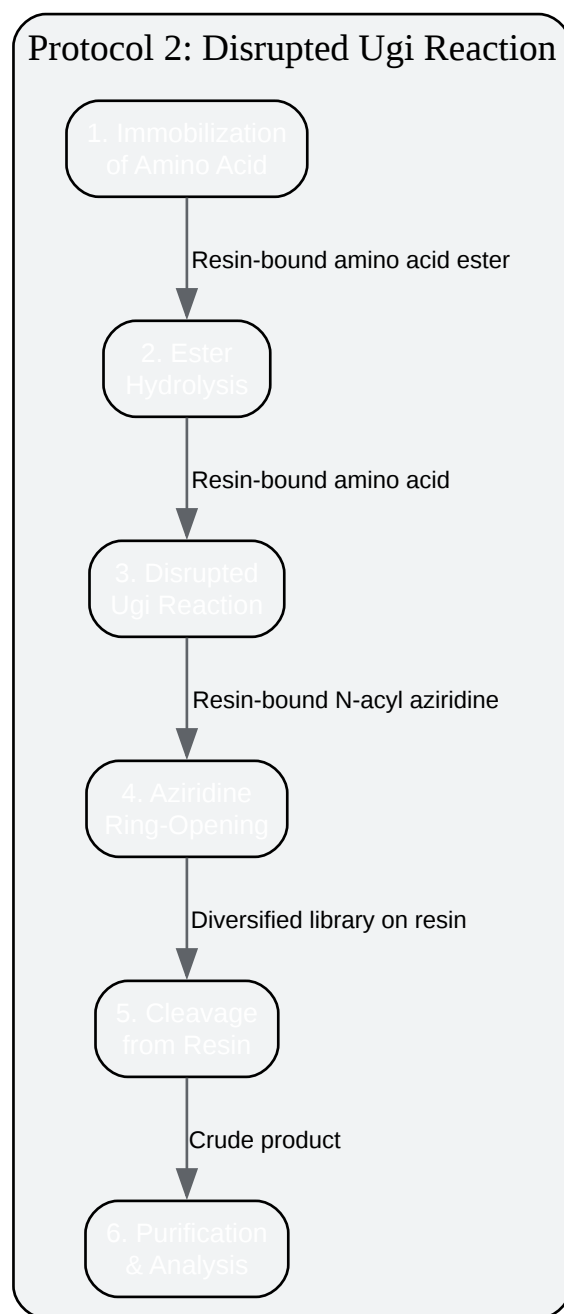 Protocol 2: Disrupted Ugi Reaction
1. Immobilization
of Amino Acid
Resin-bound amino acid ester
2. Ester
Hydrolysis
Resin-bound amino acid
3. Disrupted
Ugi Reaction
Resin-bound N-acyl aziridine
4. Aziridine
Ring-Opening
Diversified library on resin
5. Cleavage
from Resin
Crude product
6. Purification
& Analysis